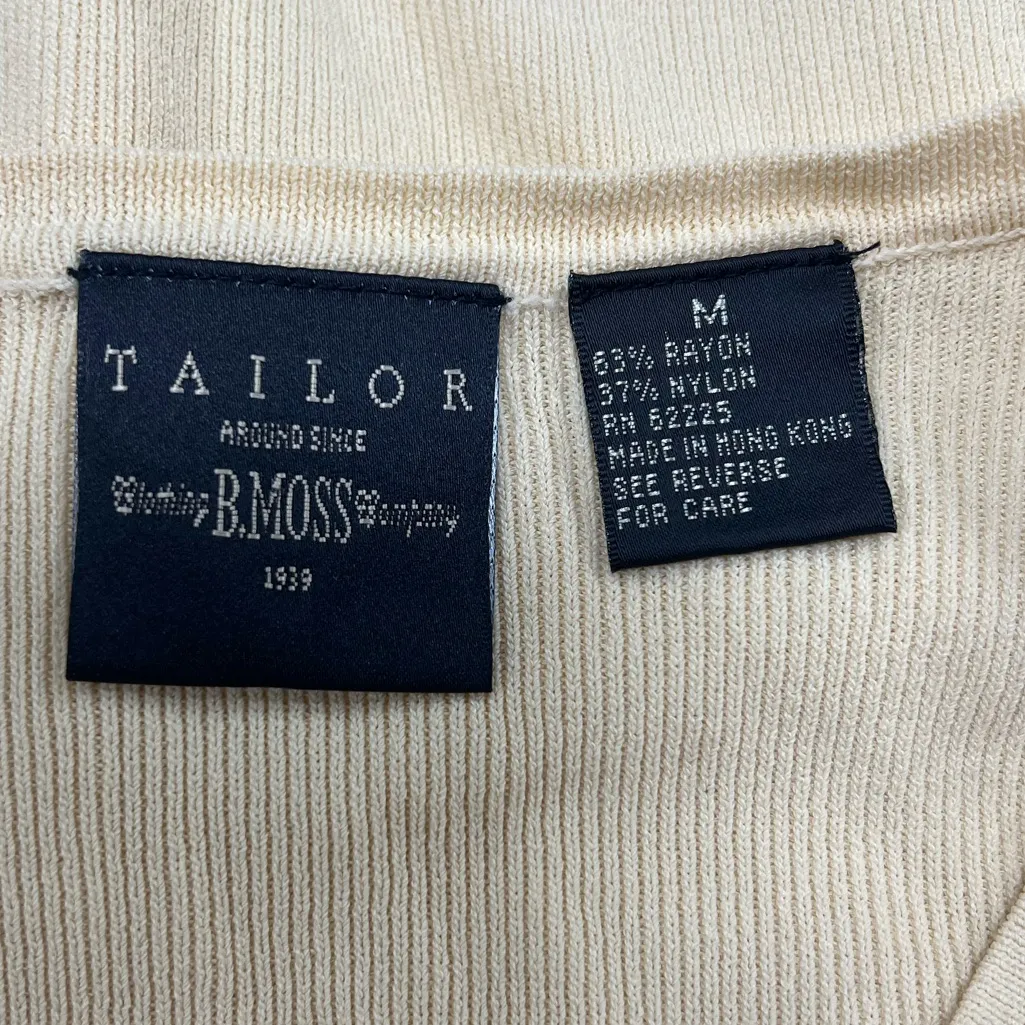 TAILOR
AROUND SINCE
Clothing B.MOSS Company
1939
M
63% RAYON
37% NYLON
RN 62225
MADE IN HONG KONG
SEE REVERSE
FOR CARE